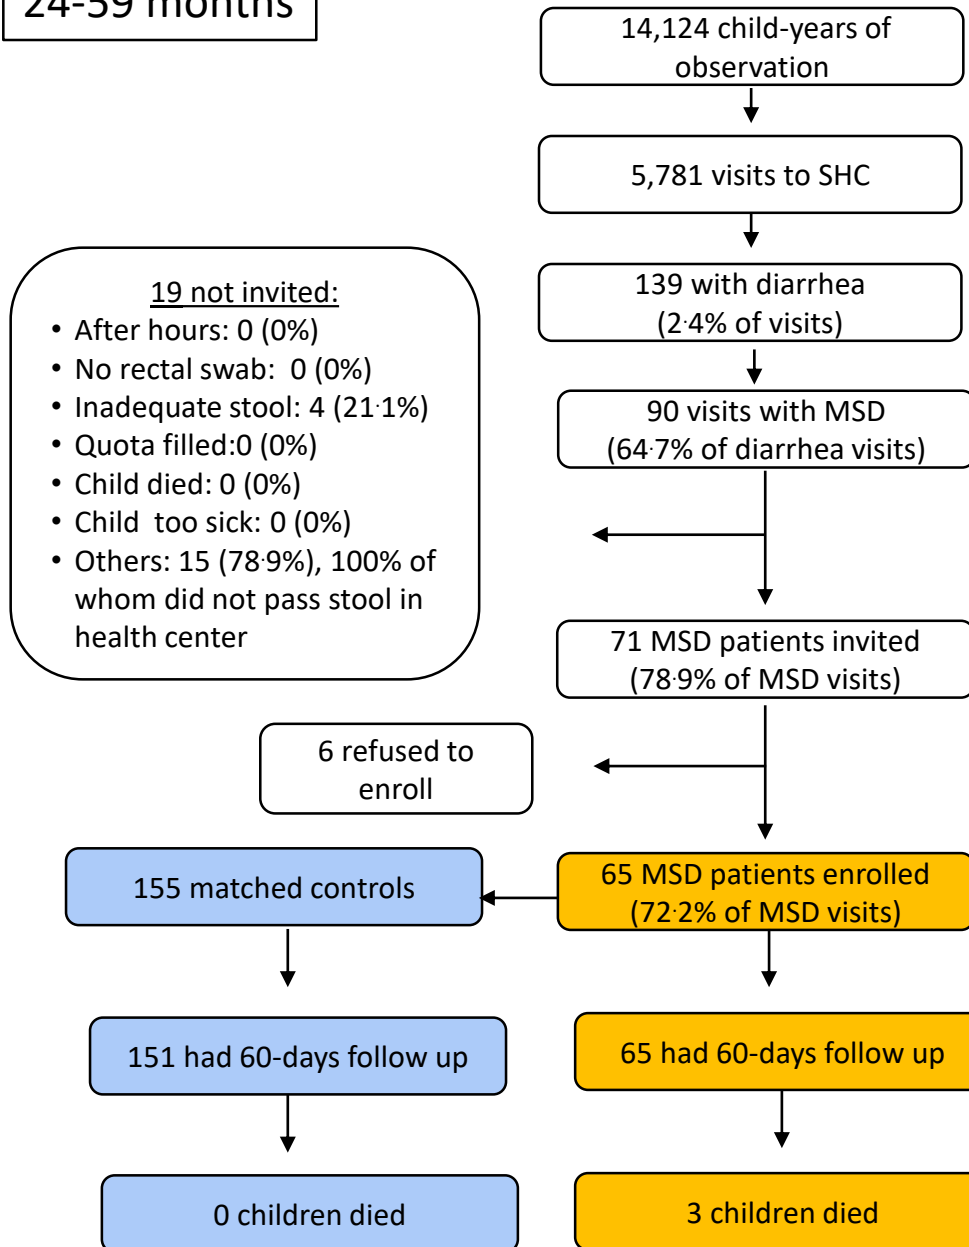 24-59 months
14,124 child-years of
observation
5,781 visits to SHC
139 with diarrhea
(2·4% of visits)
90 visits with MSD
(64·7% of diarrhea visits)
19 not invited:
• After hours: 0 (0%)
• No rectal swab:  0 (0%)
• Inadequate stool: 4 (21·1%)
• Quota filled:0 (0%)
• Child died: 0 (0%)
• Child  too sick: 0 (0%)
• Others: 15 (78·9%), 100% of
whom did not pass stool in
health center
71 MSD patients invited
(78·9% of MSD visits)
6 refused to
enroll
65 MSD patients enrolled
(72·2% of MSD visits)
155 matched controls
151 had 60-days follow up
65 had 60-days follow up
0 children died
3 children died